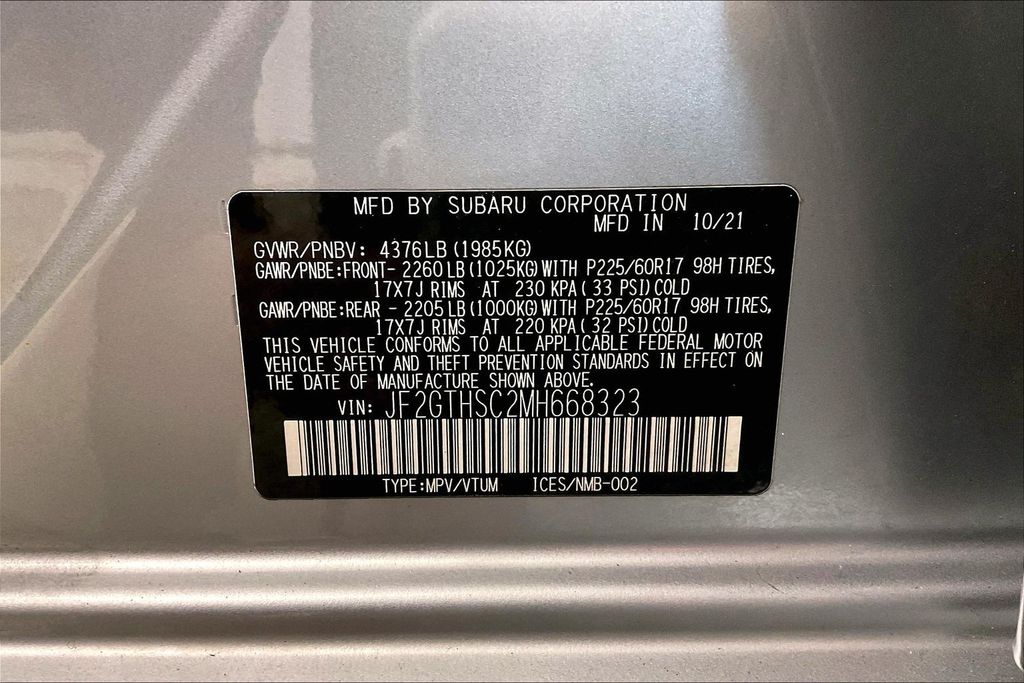 MFD BY SUBARU CORPORATION
MFD IN 10/21
GVWR/PNBV: 4376LB (1985KG)
GAWR/PNBE:FRONT- 2260 LB (1025KG) WITH P225/60R17 98H TIRES,
17X7J RIMS AT 230 KPA ( 33 PSI) COLD
GAWR/PNBE:REAR - 2205 LB (1000KG) WITH P225/60R17 98H TIRES,
17X7J RIMS AT 220 KPA ( 32 PSI) COLD
THIS VEHICLE CONFORMS TO ALL APPLICABLE FEDERAL MOTOR
VEHICLE SAFETY AND THEFT PREVENTION STANDARDS IN EFFECT ON
THE DATE OF MANUFACTURE SHOWN ABOVE.
VIN: JF2GTHSC2MH668323
TYPE:MPV/VTUM ICES/NMB-002